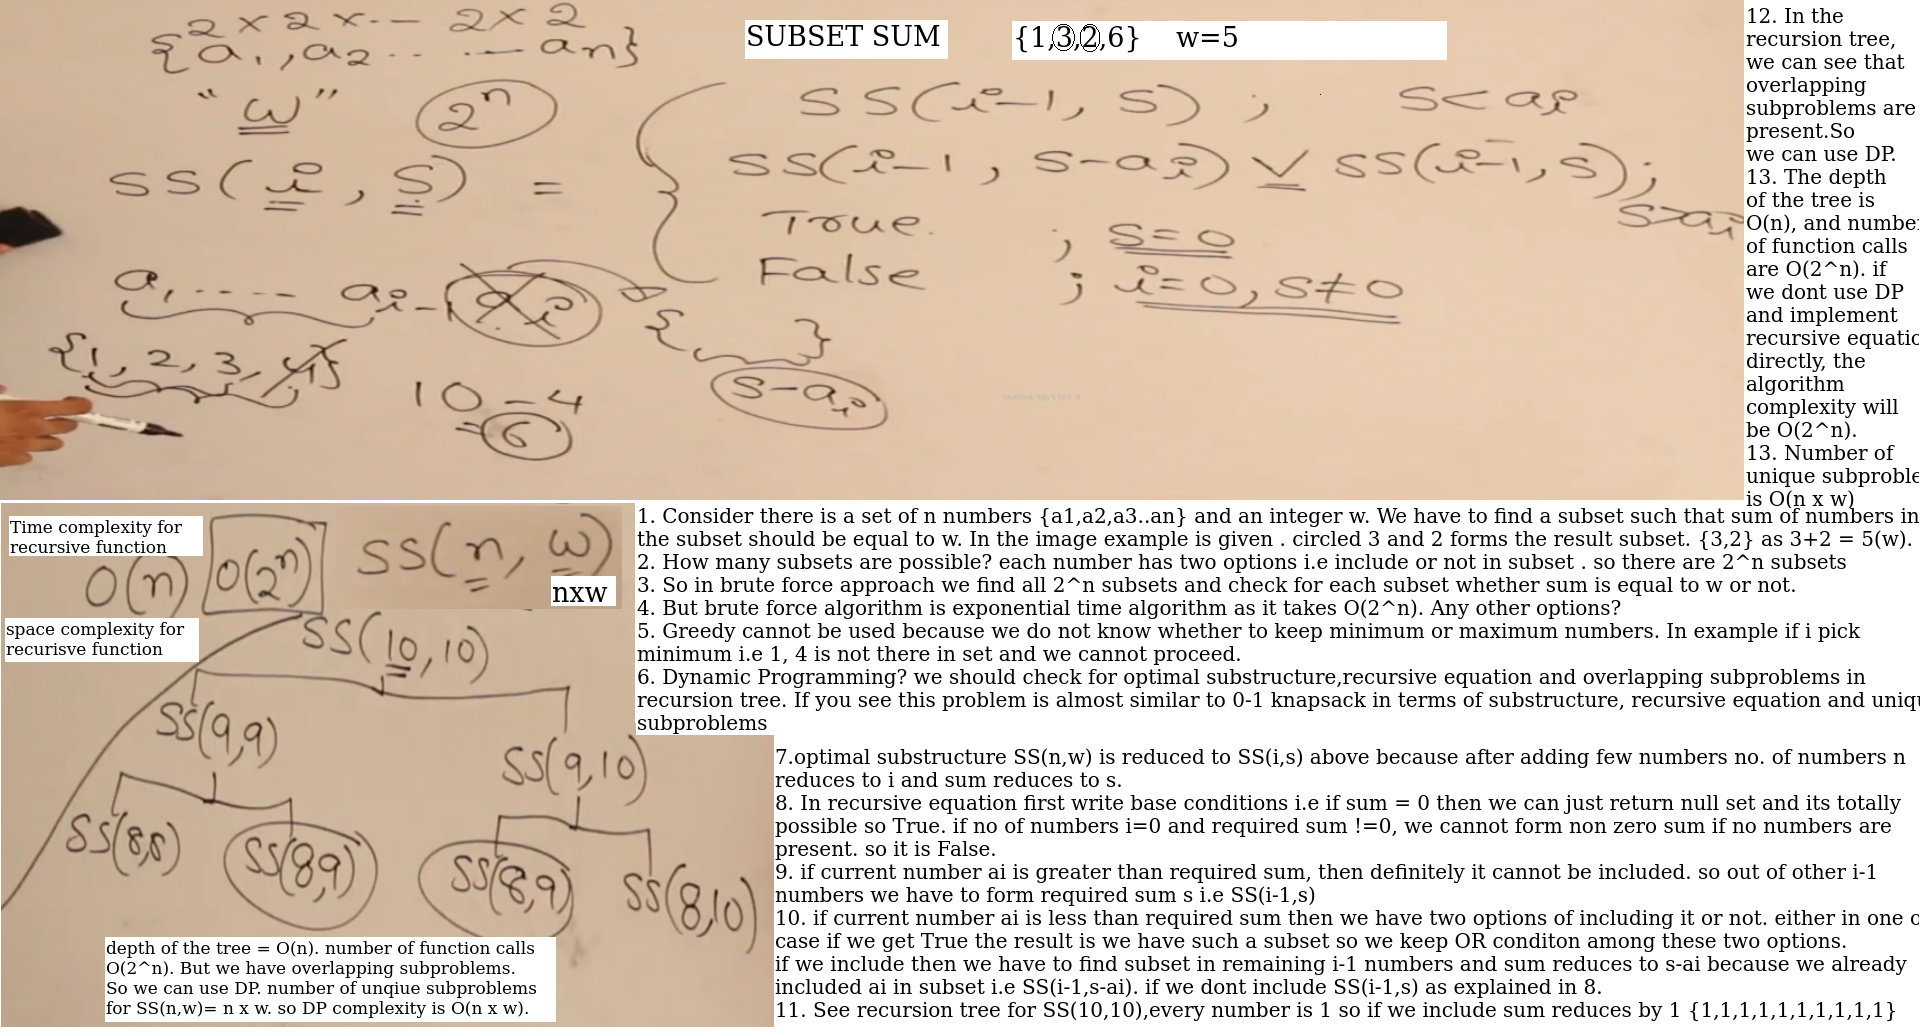 2 x 2 x -- 2 x 2
{a1, a2 .. .. -- an}
"w" 2^n
SS(i, S) =
SS(i-1, S) ; S < ai
SS(i-1, S-ai) ∨ SS(i-1, S);
S>ai
True. ; S=0
False ; i=0, S≠0
a1 ..... ai-1 ai
{ }
S-ai
{1, 2, 3, 4}
10 - 4
= 6
SUBSET SUM
{1,3,2,6} w=5
12. In the
recursion tree,
we can see that
overlapping
subproblems are
present.So
we can use DP.
13. The depth
of the tree is
O(n), and number
of function calls
are O(2^n). if
we dont use DP
and implement
recursive equatio
directly, the
algorithm
complexity will
be O(2^n).
13. Number of
unique subproble
is O(n x w)
Time complexity for
recursive function
O(n) O(2^n)
SS(n, w)
nxw
space complexity for
recurisve function
SS(10,10)
SS(9,9) SS(9,10)
SS(8,8) SS(8,9) SS(8,9) SS(8,10)
depth of the tree = O(n). number of function calls
O(2^n). But we have overlapping subproblems.
So we can use DP. number of unqiue subproblems
for SS(n,w)= n x w. so DP complexity is O(n x w).
1. Consider there is a set of n numbers {a1,a2,a3..an} and an integer w. We have to find a subset such that sum of numbers in
the subset should be equal to w. In the image example is given . circled 3 and 2 forms the result subset. {3,2} as 3+2 = 5(w).
2. How many subsets are possible? each number has two options i.e include or not in subset . so there are 2^n subsets
3. So in brute force approach we find all 2^n subsets and check for each subset whether sum is equal to w or not.
4. But brute force algorithm is exponential time algorithm as it takes O(2^n). Any other options?
5. Greedy cannot be used because we do not know whether to keep minimum or maximum numbers. In example if i pick
minimum i.e 1, 4 is not there in set and we cannot proceed.
6. Dynamic Programming? we should check for optimal substructure,recursive equation and overlapping subproblems in
recursion tree. If you see this problem is almost similar to 0-1 knapsack in terms of substructure, recursive equation and uniqu
subproblems
7.optimal substructure SS(n,w) is reduced to SS(i,s) above because after adding few numbers no. of numbers n
reduces to i and sum reduces to s.
8. In recursive equation first write base conditions i.e if sum = 0 then we can just return null set and its totally
possible so True. if no of numbers i=0 and required sum !=0, we cannot form non zero sum if no numbers are
present. so it is False.
9. if current number ai is greater than required sum, then definitely it cannot be included. so out of other i-1
numbers we have to form required sum s i.e SS(i-1,s)
10. if current number ai is less than required sum then we have two options of including it or not. either in one o
case if we get True the result is we have such a subset so we keep OR conditon among these two options.
if we include then we have to find subset in remaining i-1 numbers and sum reduces to s-ai because we already
included ai in subset i.e SS(i-1,s-ai). if we dont include SS(i-1,s) as explained in 8.
11. See recursion tree for SS(10,10),every number is 1 so if we include sum reduces by 1 {1,1,1,1,1,1,1,1,1,1}